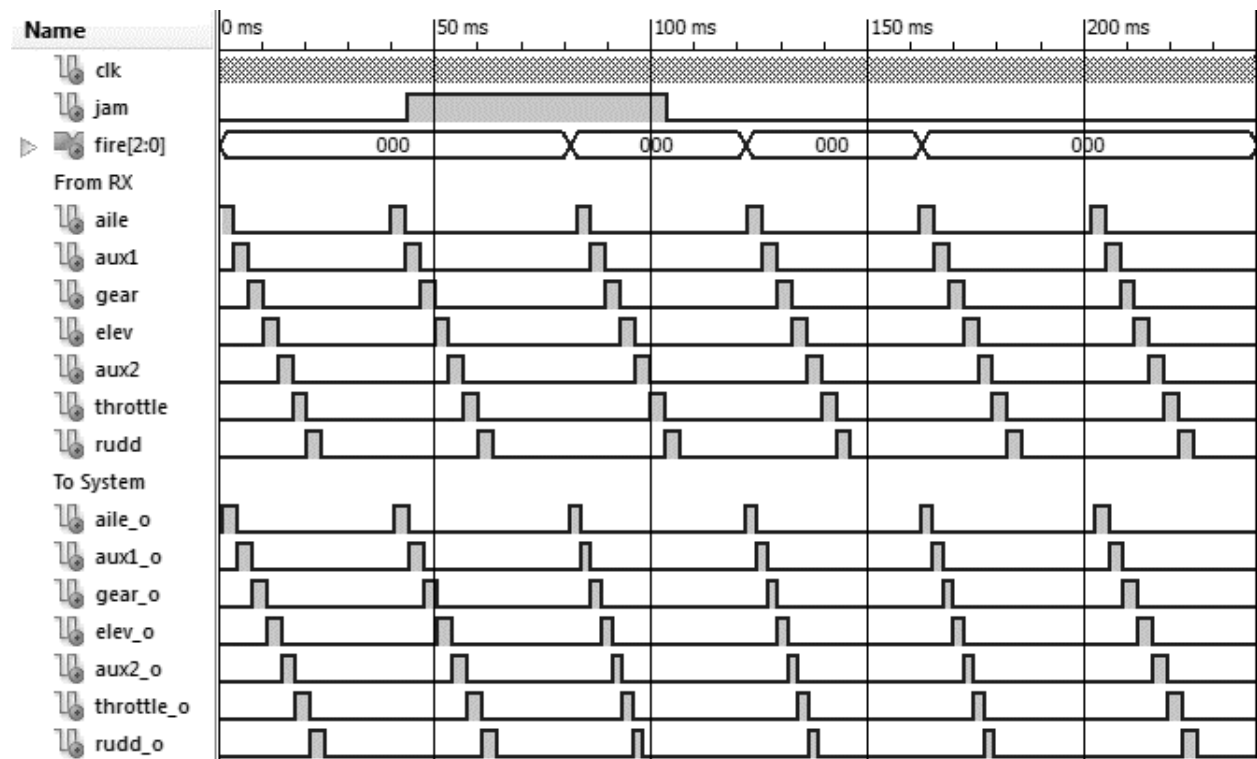 Name 0 ms 50 ms 100 ms 150 ms 200 ms
clk
jam
fire[2:0] 000 000 000 000
From RX
aile
aux1
gear
elev
aux2
throttle
rudd
To System
aile_o
aux1_o
gear_o
elev_o
aux2_o
throttle_o
rudd_o